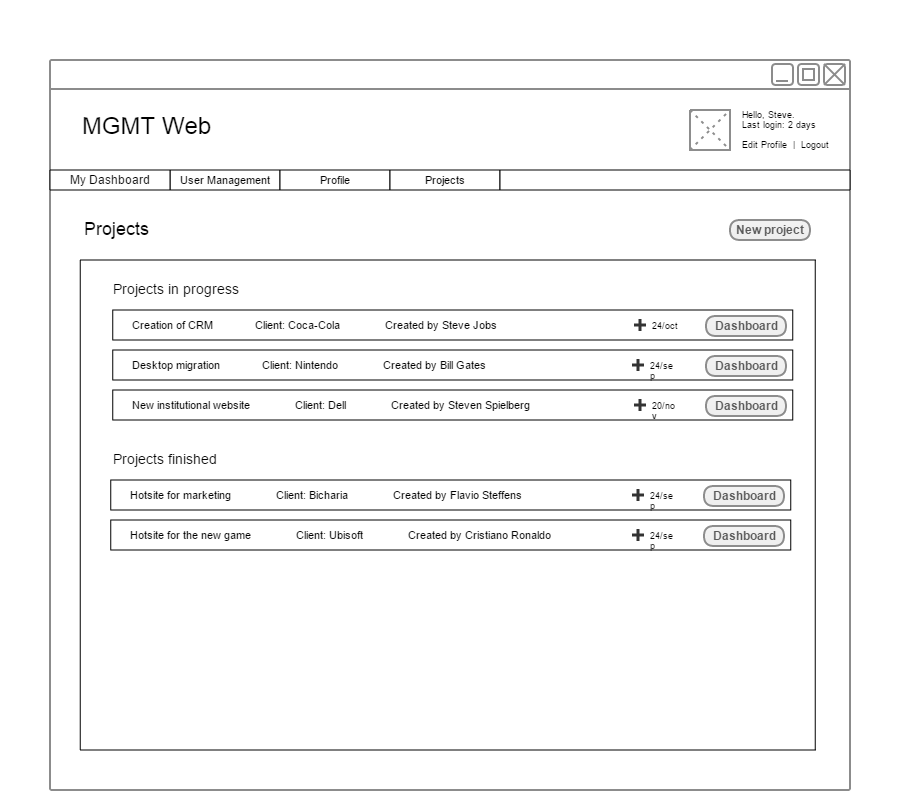 MGMT Web
Hello, Steve.
Last login: 2 days
Edit Profile | Logout
My Dashboard User Management Profile Projects
Projects New project
Projects in progress
Creation of CRM Client: Coca-Cola Created by Steve Jobs 24/oct Dashboard
Desktop migration Client: Nintendo Created by Bill Gates 24/se
p
Dashboard
New institutional website Client: Dell Created by Steven Spielberg 20/no
v
Dashboard
Projects finished
Hotsite for marketing Client: Bicharia Created by Flavio Steffens 24/se
p
Dashboard
Hotsite for the new game Client: Ubisoft Created by Cristiano Ronaldo 24/se
p
Dashboard